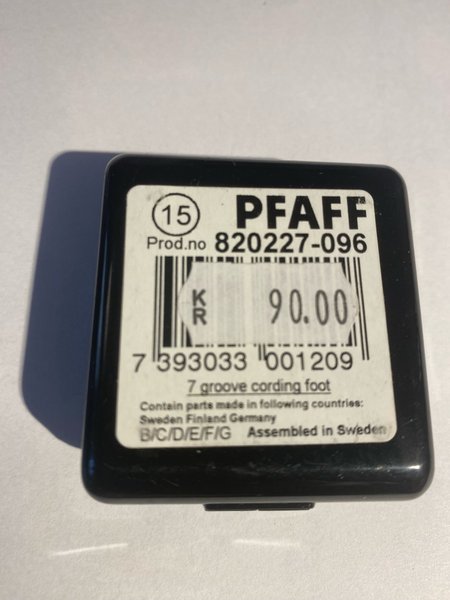 15 PFAFF®
Prod.no 820227-096
KR 90.00
7 393033 001209
7 groove cording foot
Contain parts made in following countries:
Sweden Finland Germany
B/C/D/E/F/G Assembled in Sweden